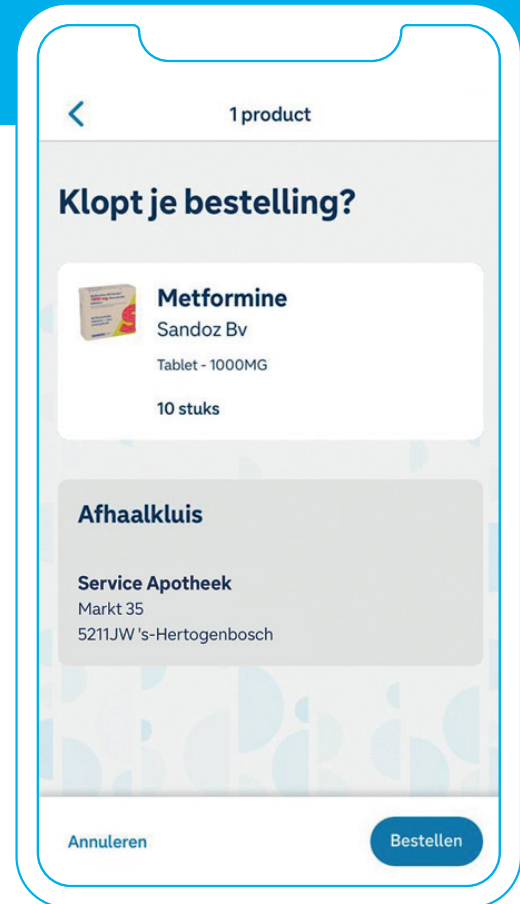 1 product
Klopt je bestelling?
Metformine
Sandoz Bv
Tablet - 1000MG
10 stuks
Afhaalkluis
Service Apotheek
Markt 35
5211JW 's-Hertogenbosch
Annuleren
Bestellen